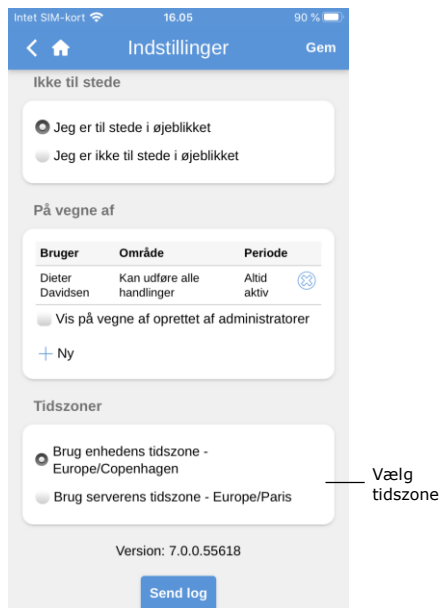 Intet SIM-kort 16.05 90 %
Indstillinger Gem
Ikke til stede
Jeg er til stede i øjeblikket
Jeg er ikke til stede i øjeblikket
På vegne af
Bruger Område Periode
Dieter Davidsen Kan udføre alle handlinger Altid aktiv
Vis på vegne af oprettet af administratorer
Ny
Tidszoner
Brug enhedens tidszone -
Europe/Copenhagen
Brug serverens tidszone - Europe/Paris
Vælg
tidszone
Version: 7.0.0.55618
Send log